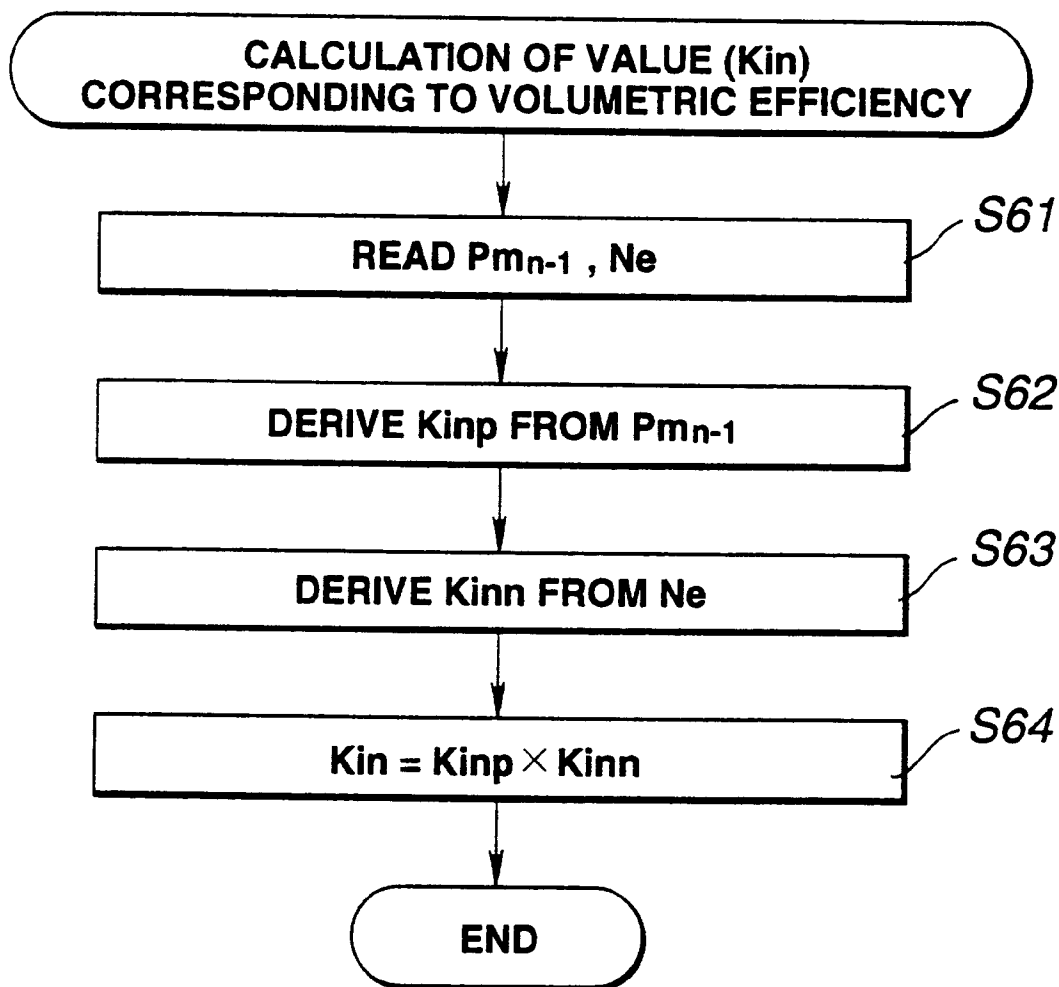 CALCULATION OF VALUE (Kin)
CORRESPONDING TO VOLUMETRIC EFFICIENCY
S61
READ Pmn-1 , Ne
S62
DERIVE Kinp FROM Pmn-1
S63
DERIVE Kinn FROM Ne
S64
Kin = Kinp × Kinn
END